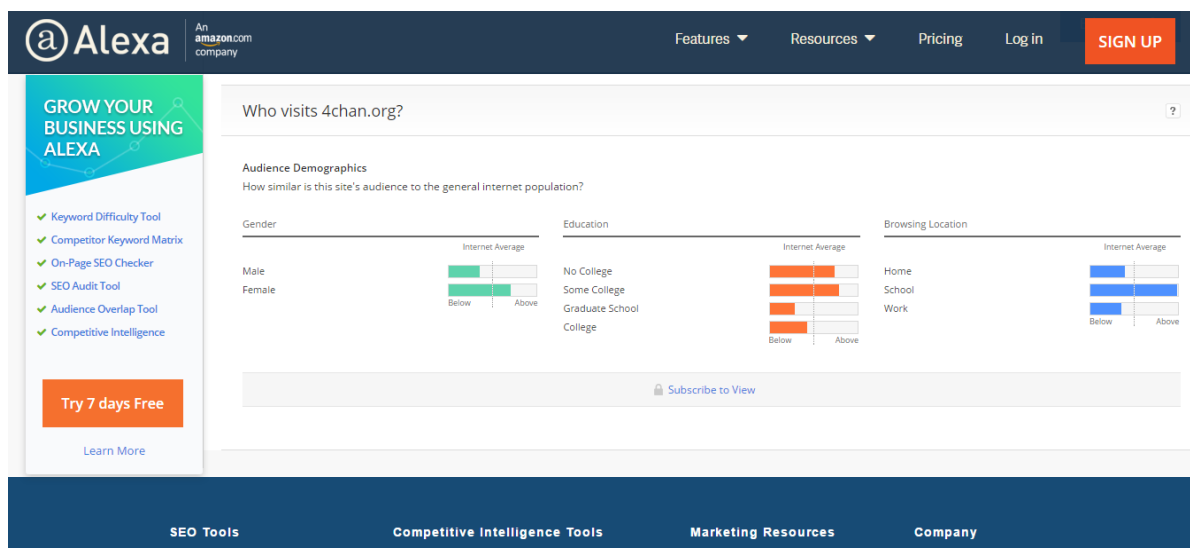 a Alexa
An
amazon.com
company
Features
Resources
Pricing
Log in
SIGN UP
GROW YOUR
BUSINESS USING
ALEXA
Keyword Difficulty Tool
Competitor Keyword Matrix
On-Page SEO Checker
SEO Audit Tool
Audience Overlap Tool
Competitive Intelligence
Try 7 days Free
Learn More
Who visits 4chan.org?
?
Audience Demographics
How similar is this site's audience to the general internet population?
Gender
Internet Average
Male
Female
Below Above
Education
Internet Average
No College
Some College
Graduate School
College
Below Above
Browsing Location
Internet Average
Home
School
Work
Below Above
Subscribe to View
SEO Tools
Competitive Intelligence Tools
Marketing Resources
Company